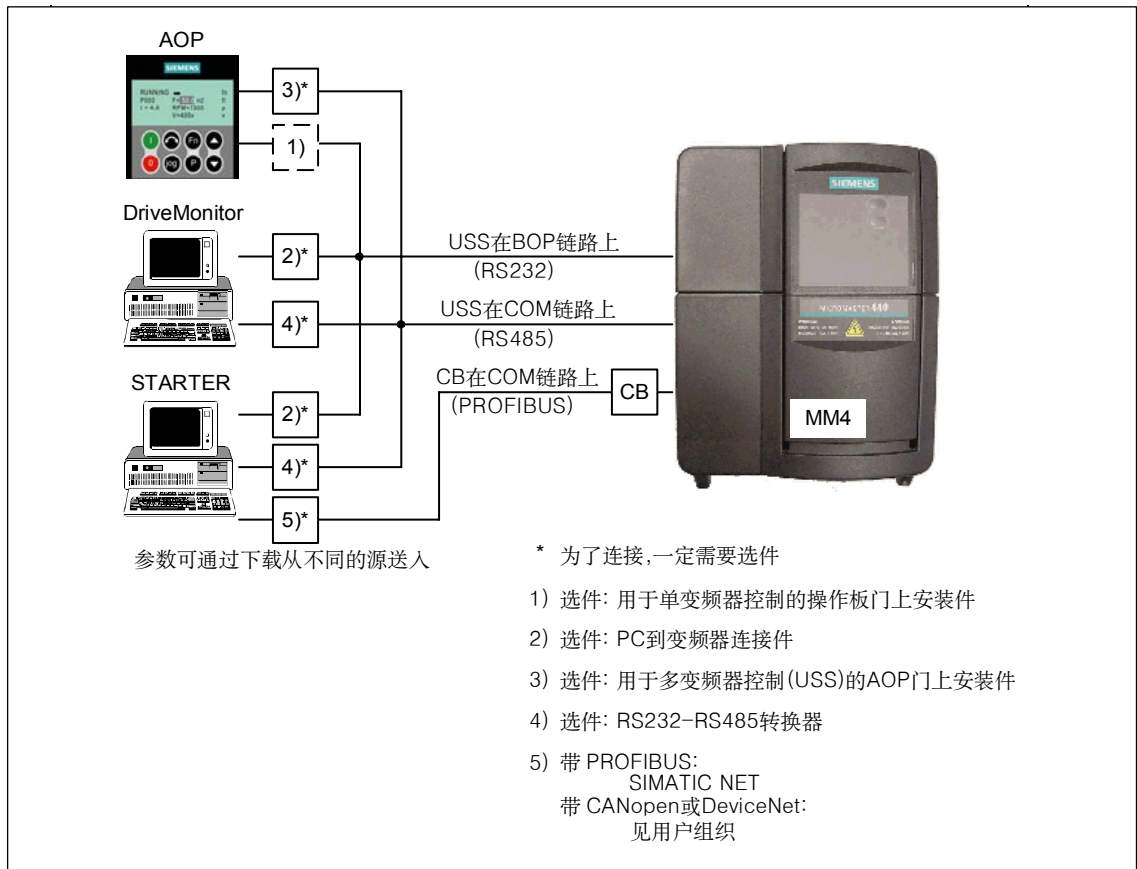 AOP
SIEMENS
RUNNING
P000
RPM=1500
3)*
Fn
1)
0
jog
P
SIEMENS
DriveMonitor
2)*
USS在BOP链路上
(RS232)
4)*
USS在COM链路上
(RS485)
MICROMASTER 440
STARTER
CB在COM链路上
(PROFIBUS)
CB
2)*
MM4
4)*
5)*
参数可通过下载从不同的源送入
* 为了连接,一定需要选件
1) 选件: 用于单变频器控制的操作板门上安装件
2) 选件: PC到变频器连接件
3) 选件: 用于多变频器控制(USS)的AOP门上安装件
4) 选件: RS232-RS485转换器
5) 带 PROFIBUS:
SIMATIC NET
带 CANopen或DeviceNet:
见用户组织